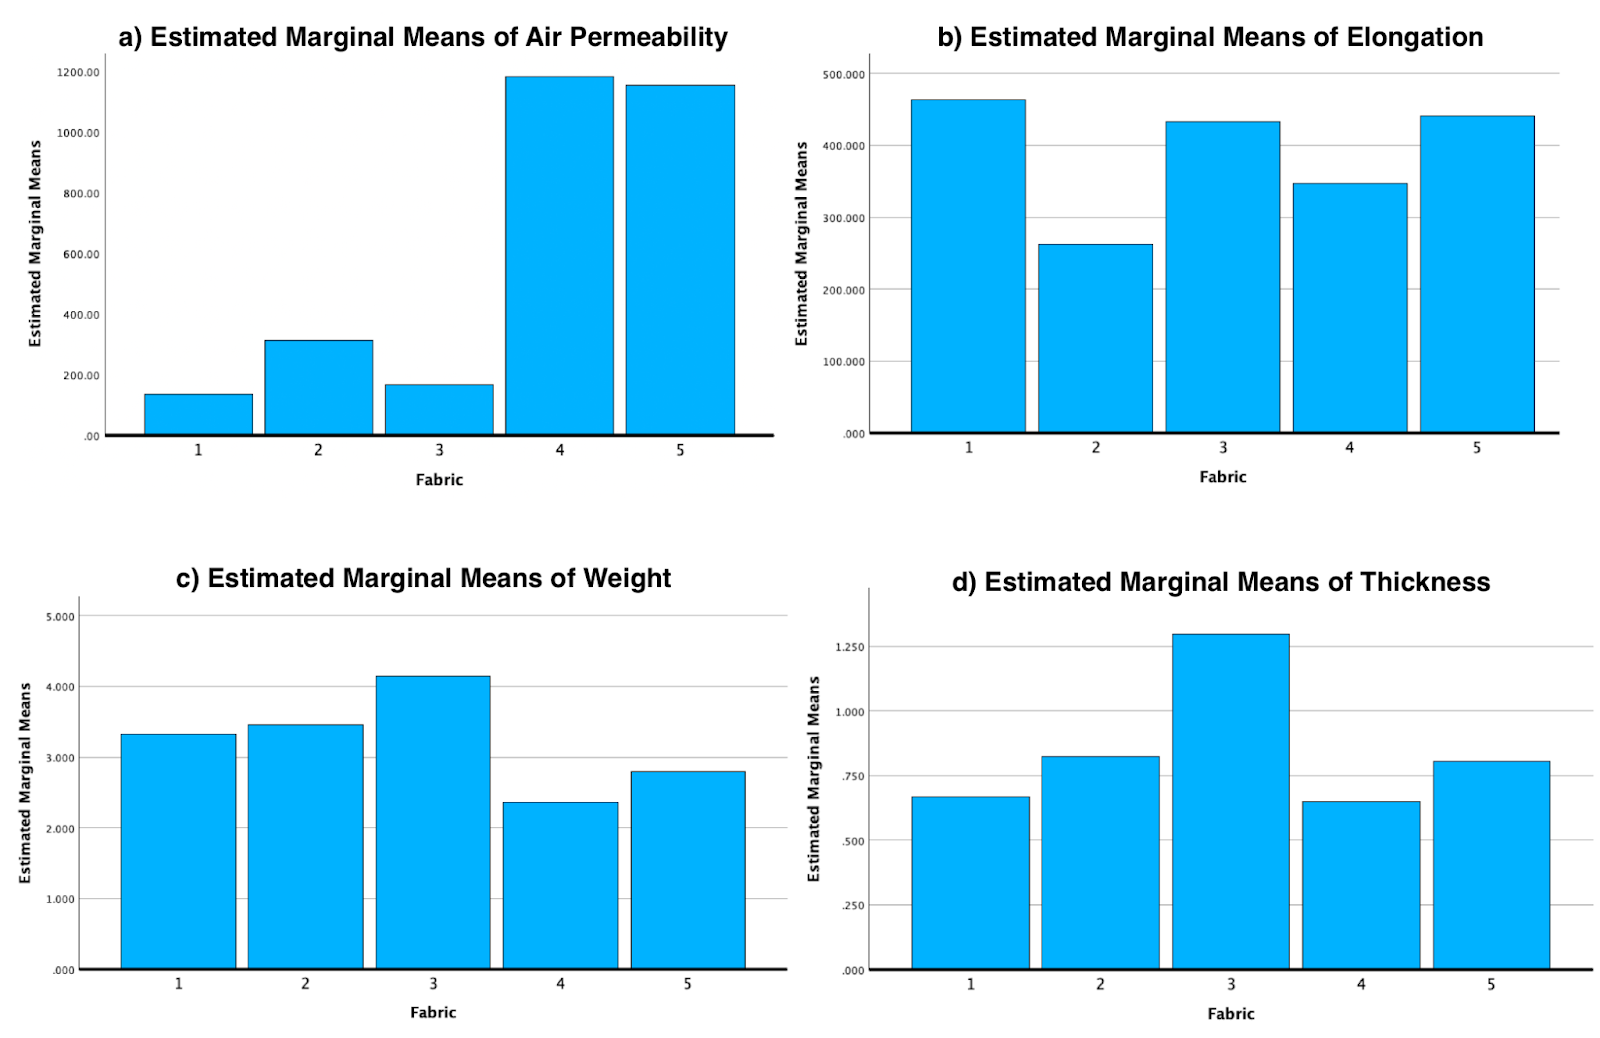 a) Estimated Marginal Means of Air Permeability
1200.00
1000.00
800.00
600.00
400.00
200.00
.00
Estimated Marginal Means
1 2 3 4 5
Fabric
b) Estimated Marginal Means of Elongation
500.000
400.000
300.000
200.000
100.000
.000
Estimated Marginal Means
1 2 3 4 5
Fabric
c) Estimated Marginal Means of Weight
5.000
4.000
3.000
2.000
1.000
.000
Estimated Marginal Means
1 2 3 4 5
Fabric
d) Estimated Marginal Means of Thickness
1.250
1.000
.750
.500
.250
.000
Estimated Marginal Means
1 2 3 4 5
Fabric